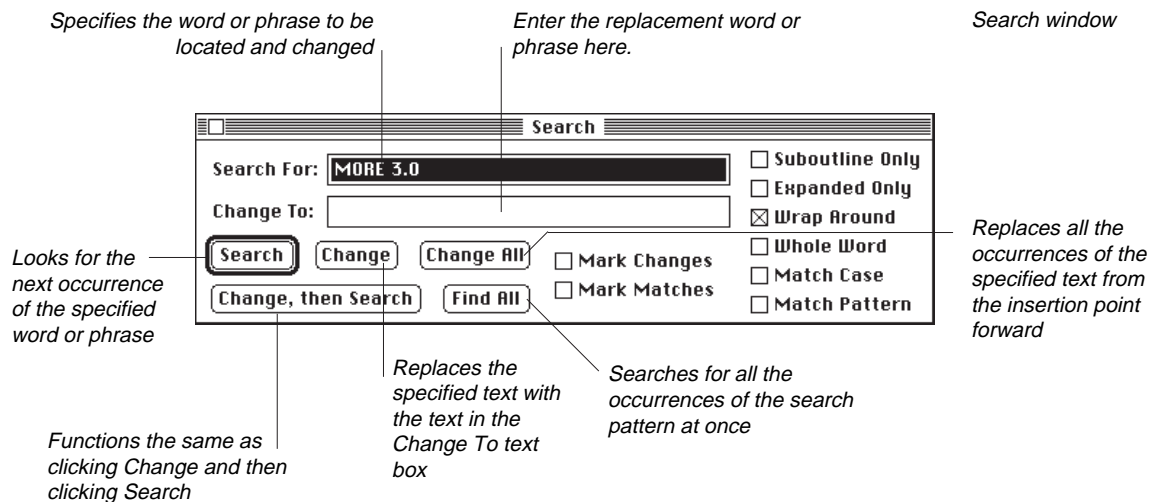 Specifies the word or phrase to be
located and changed
Enter the replacement word or
phrase here.
Search window
Search
Search For: MORE 3.0
Change To:
Search
Change
Change All
Change, then Search
Find All
Mark Changes
Mark Matches
Suboutline Only
Expanded Only
Wrap Around
Whole Word
Match Case
Match Pattern
Looks for the
next occurrence
of the specified
word or phrase
Replaces all the
occurrences of the
specified text from
the insertion point
forward
Replaces the
specified text with
the text in the
Change To text
box
Searches for all the
occurrences of the search
pattern at once
Functions the same as
clicking Change and then
clicking Search